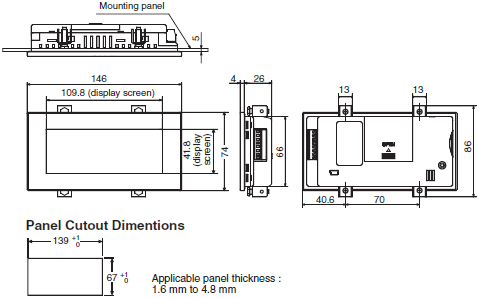 Mounting panel
5
146
109.8 (display screen)
41.8
(display
screen)
74
4
26
66
13
13
OPEN
86
40.6
70
Panel Cutout Dimentions
139 +1 0
67 +1 0
Applicable panel thickness :
1.6 mm to 4.8 mm